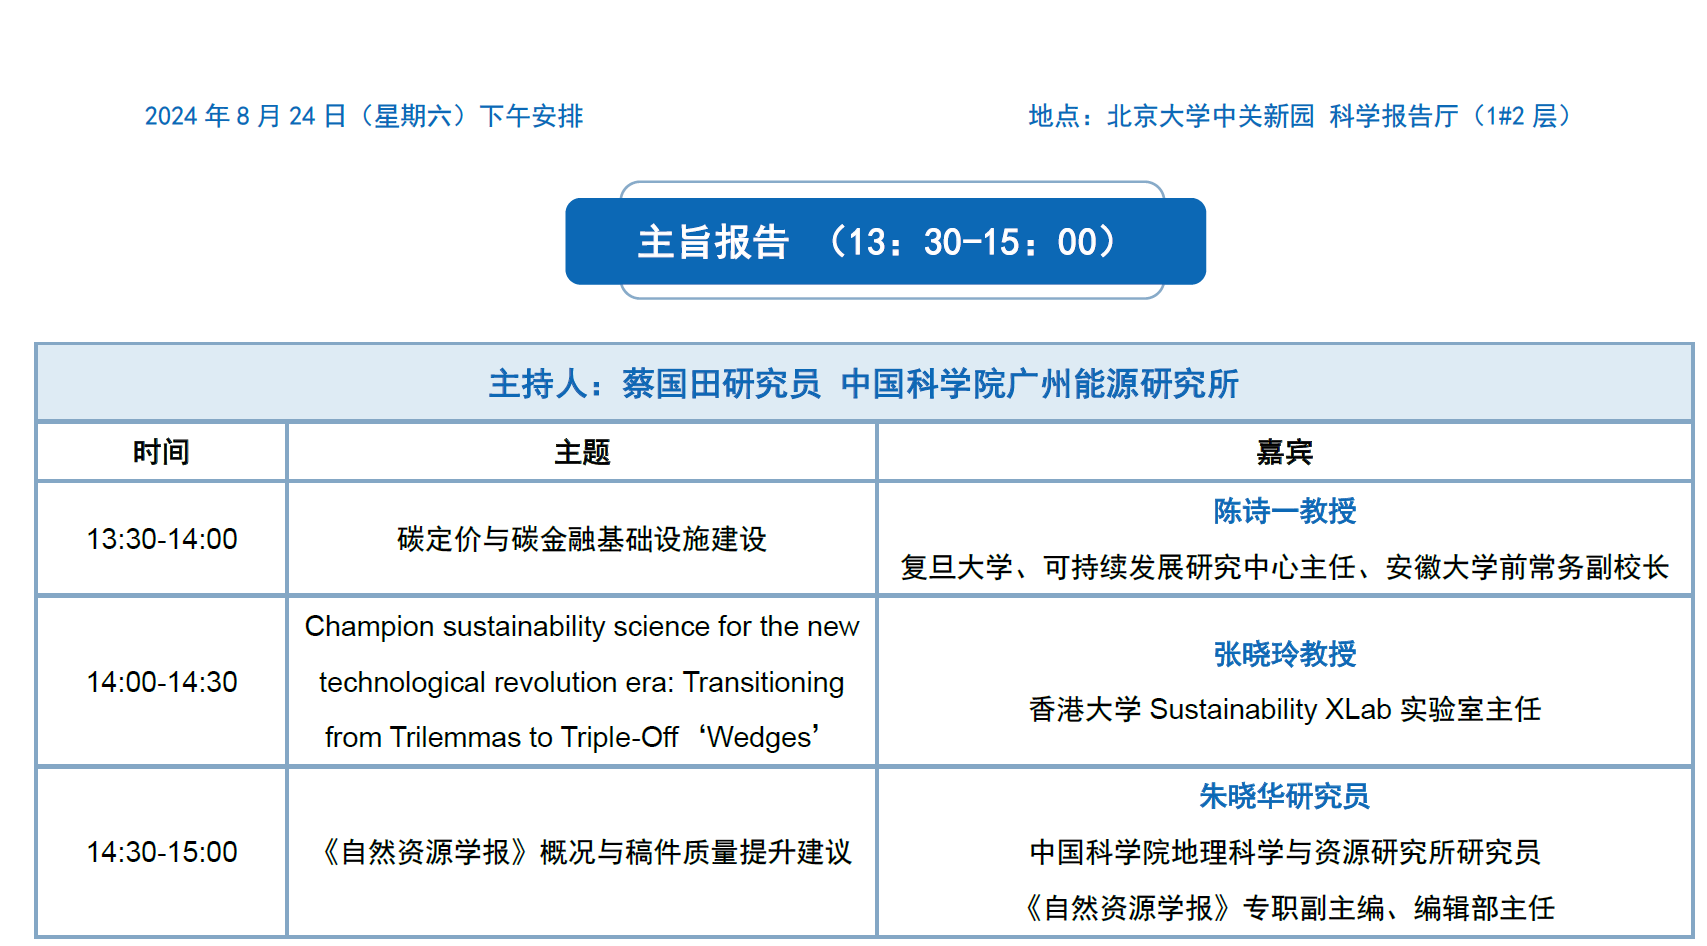 2024 年 8 月 24 日（星期六）下午安排
地点：北京大学中关新园 科学报告厅（1#2 层）
主旨报告 （13：30-15：00）
主持人：蔡国田研究员 中国科学院广州能源研究所
时间
主题
嘉宾
13:30-14:00
碳定价与碳金融基础设施建设
陈诗一教授
复旦大学、可持续发展研究中心主任、安徽大学前常务副校长
14:00-14:30
Champion sustainability science for the new
technological revolution era: Transitioning
from Trilemmas to Triple-Off ‘Wedges’
张晓玲教授
香港大学 Sustainability XLab 实验室主任
14:30-15:00
《自然资源学报》概况与稿件质量提升建议
朱晓华研究员
中国科学院地理科学与资源研究所研究员
《自然资源学报》专职副主编、编辑部主任